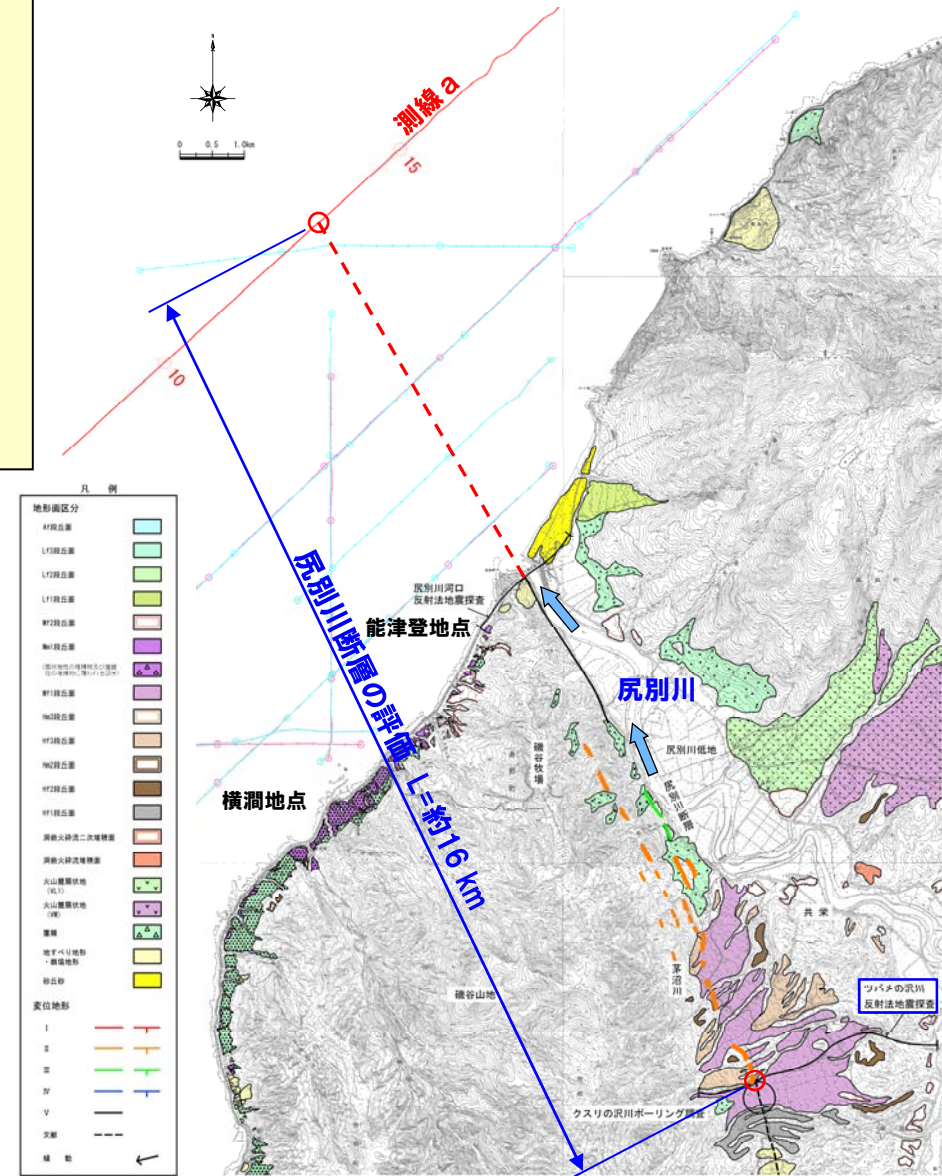 測線a
15
0 0.5 1.0km
10
凡 例
地形面区分
Af段丘面
Lf3段丘面
Lf2段丘面
Lf1段丘面
Mf2段丘面
Mm1段丘面
Mf1段丘面
Hm3段丘面
Hf3段丘面
Hm2段丘面
Hf2段丘面
Hf1段丘面
洞爺火砕流二次堆積面
洞爺火砕流堆積面
火山麓扇状地
(VL1)
火山麓扇状地
(VM)
崖錐
地すべり地形
・崩壊地形
砂丘砂
変位地形
I
II
III
IV
V
文献
傾 動
尻別川河口
反射法地震探査
能津登地点
尻別川断層の評価 L=約16km
尻別川
磯谷牧場
尻別川低地
尻別川断層
横澗地点
共栄
茅沼川
磯谷山地
ツバメの沢川
反射法地震探査
クスリの沢川ボーリング調査